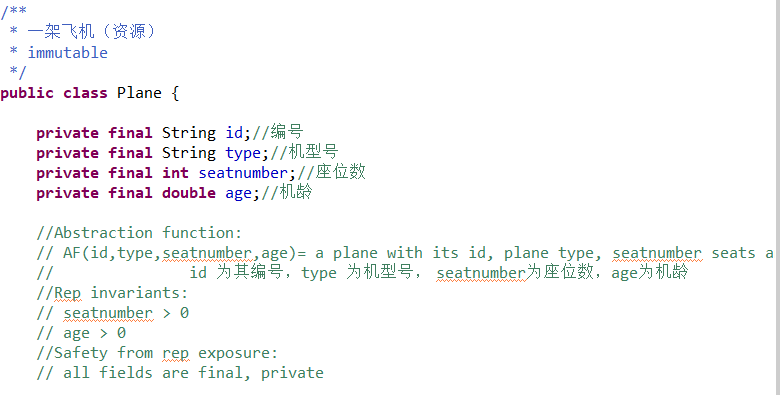 /**
 * 一架飞机（资源）
 * immutable
 */
public class Plane {
private final String id;//编号
private final String type;//机型号
private final int seatnumber;//座位数
private final double age;//机龄
//Abstraction function:
// AF(id,type,seatnumber,age)= a plane with its id, plane type, seatnumber seats a
// id 为其编号，type 为机型号， seatnumber为座位数，age为机龄
//Rep invariants:
// seatnumber > 0
// age > 0
//Safety from rep exposure:
// all fields are final, private